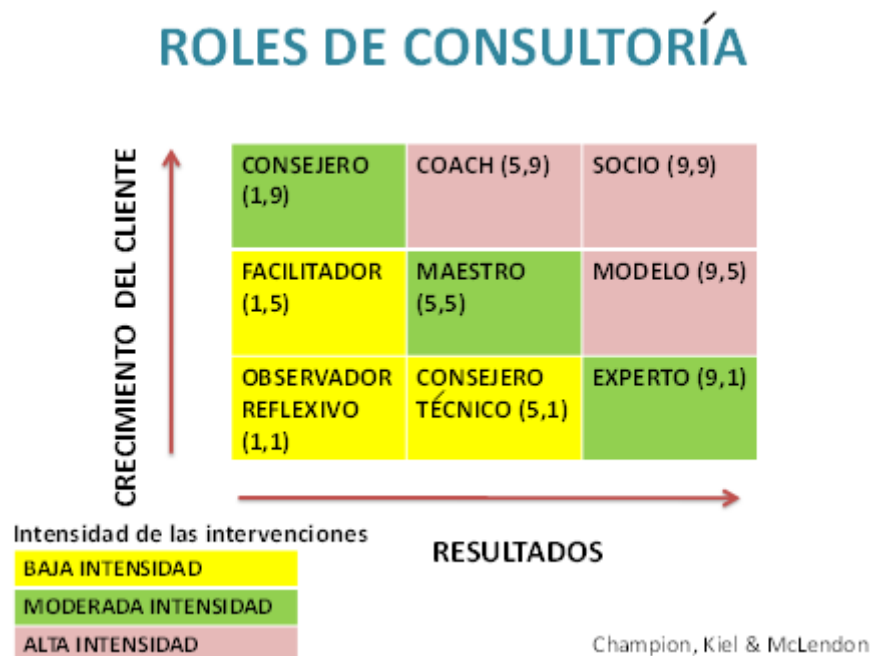 ROLES DE CONSULTORÍA
CRECIMIENTO DEL CLIENTE
CONSEJERO
(1,9)
COACH (5,9)
SOCIO (9,9)
FACILITADOR
(1,5)
MAESTRO
(5,5)
MODELO (9,5)
OBSERVADOR
REFLEXIVO
(1,1)
CONSEJERO
TÉCNICO (5,1)
EXPERTO (9,1)
RESULTADOS
Intensidad de las intervenciones
BAJA INTENSIDAD
MODERADA INTENSIDAD
ALTA INTENSIDAD
Champion, Kiel & McLendon